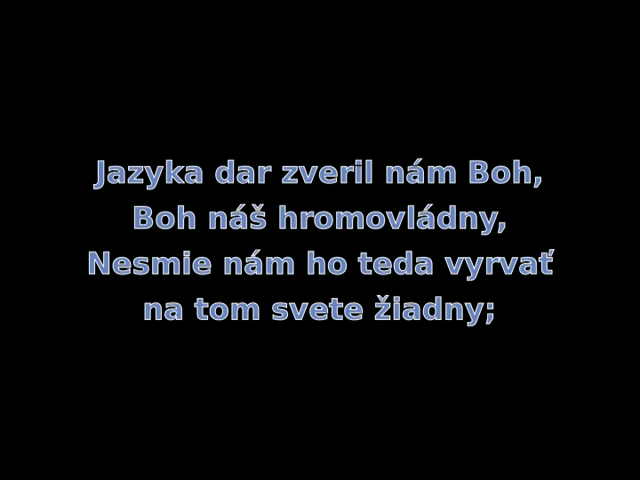 Jazyka dar zveril nám Boh,
Boh náš hromovládny,
Nesmie nám ho teda vyrvať
na tom svete žiadny;